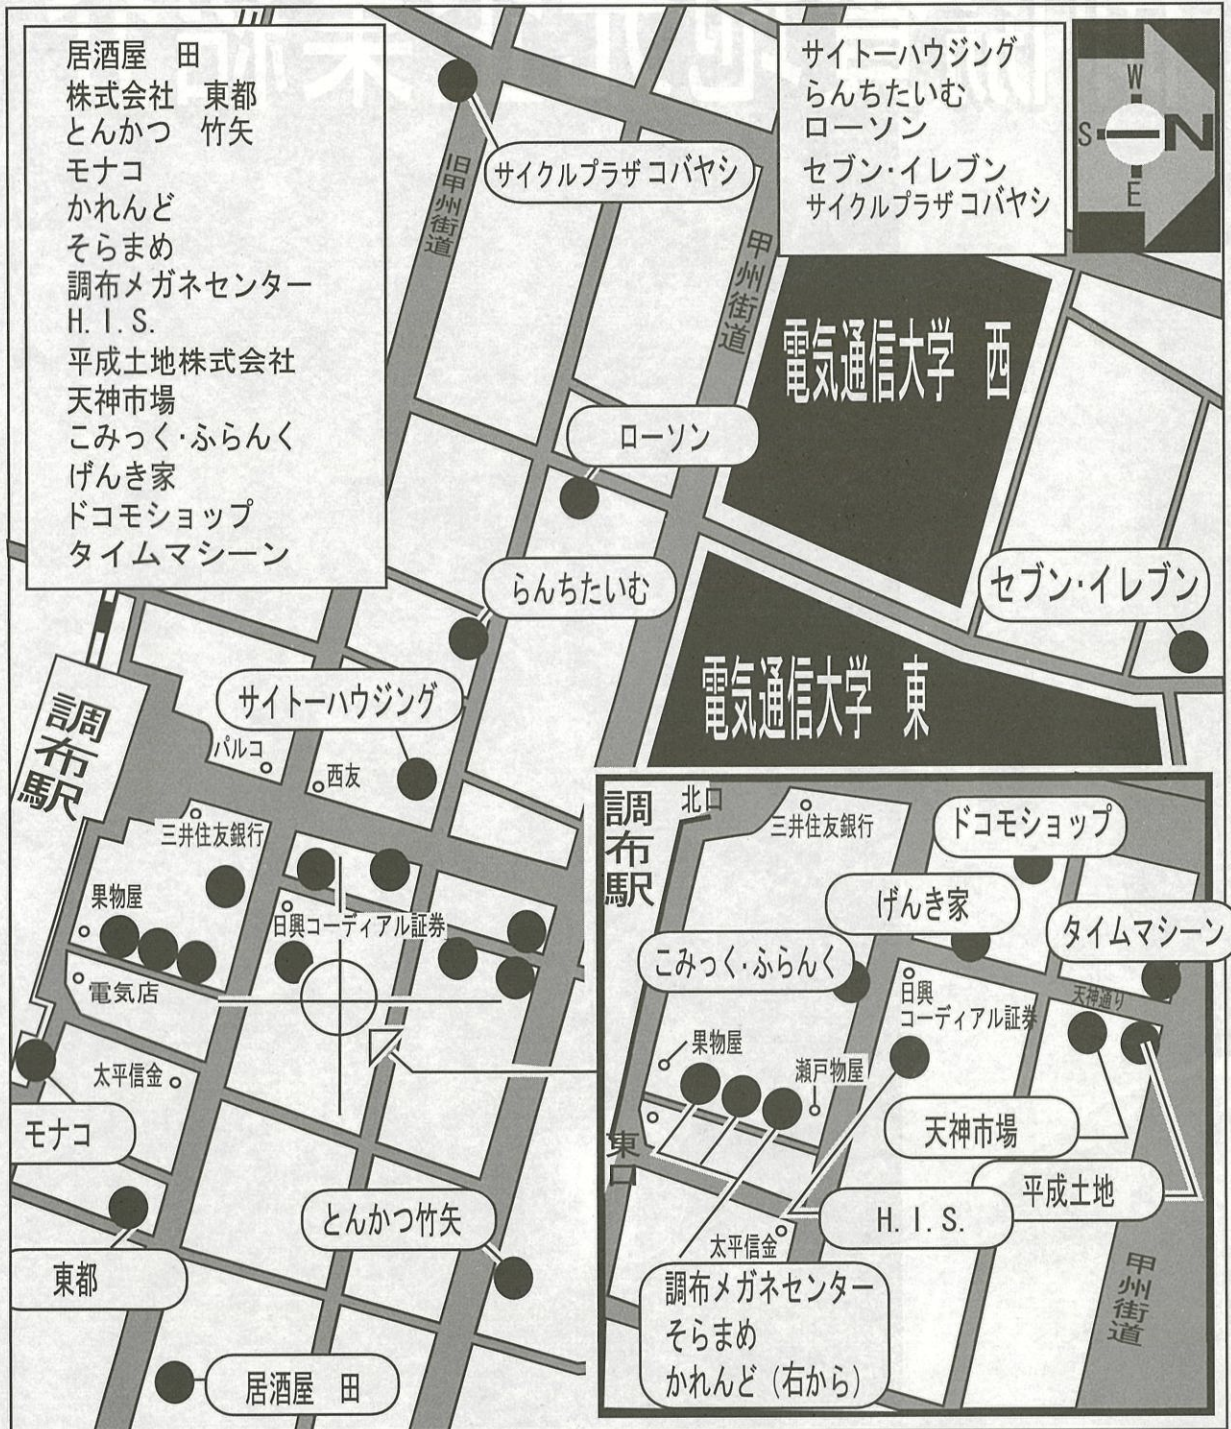 居酒屋　田
株式会社　東都
とんかつ　竹矢
モナコ
かれんど
そらまめ
調布メガネセンター
H.I.S.
平成土地株式会社
天神市場
こみっく・ふらんく
げんき家
ドコモショップ
タイムマシーン
サイトーハウジング
らんちたいむ
ローソン
セブン・イレブン
サイクルプラザコバヤシ
W
S
N
E
サイクルプラザコバヤシ
旧甲州街道
甲州街道
電気通信大学　西
ローソン
らんちたいむ
セブン・イレブン
電気通信大学　東
サイトーハウジング
調布駅
パルコ
西友
三井住友銀行
果物屋
日興コーディアル証券
電気店
太平信金
モナコ
東都
とんかつ竹矢
居酒屋　田
調布駅
北口
三井住友銀行
ドコモショップ
げんき家
タイムマシーン
こみっく・ふらんく
日興
コーディアル証券
天神通り
果物屋
瀬戸物屋
天神市場
東口
平成土地
H.I.S.
太平信金
甲州街道
調布メガネセンター
そらまめ
かれんど（右から）